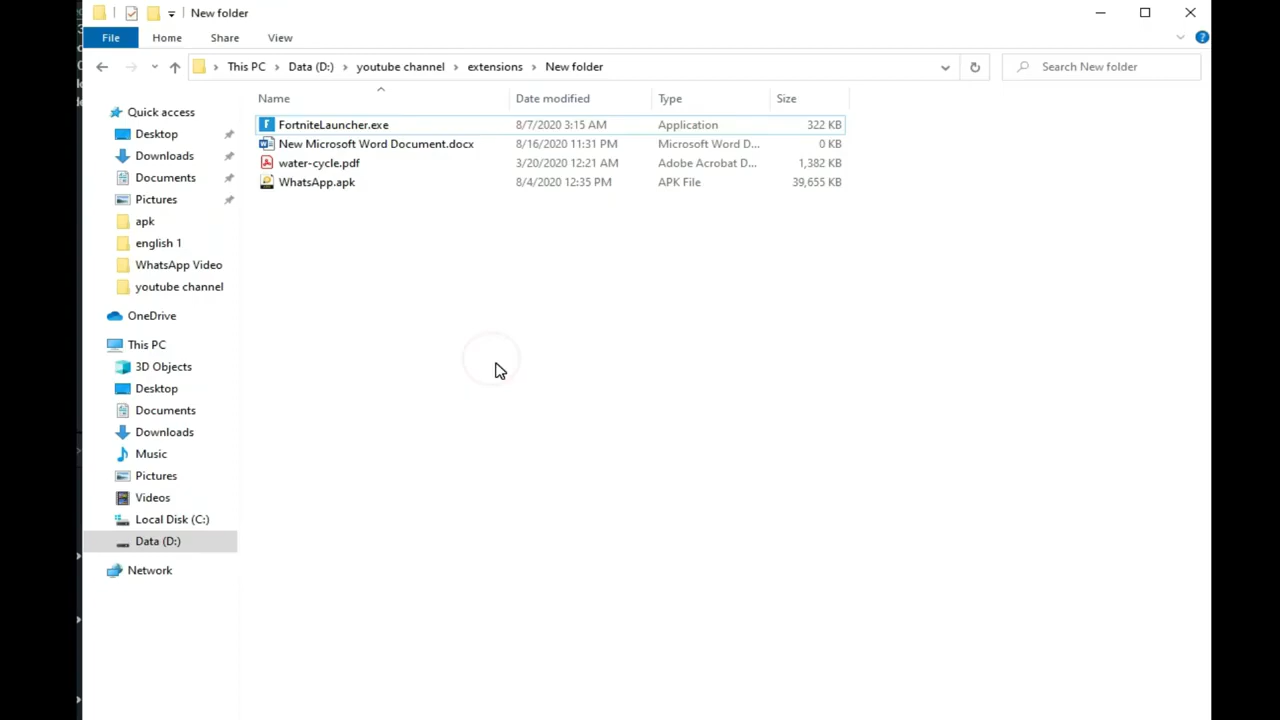 New folder
File Home Share View
This PC Data (D:) youtube channel extensions New folder Search New folder
Name Date modified Type Size
FortniteLauncher.exe 8/7/2020 3:15 AM Application 322 KB
New Microsoft Word Document.docx 8/16/2020 11:31 PM Microsoft Word D... 0 KB
water-cycle.pdf 3/20/2020 12:21 AM Adobe Acrobat D... 1,382 KB
WhatsApp.apk 8/4/2020 12:35 PM APK File 39,655 KB
Quick access
Desktop
Downloads
Documents
Pictures
apk
english 1
WhatsApp Video
youtube channel
OneDrive
This PC
3D Objects
Desktop
Documents
Downloads
Music
Pictures
Videos
Local Disk (C:)
Data (D:)
Network